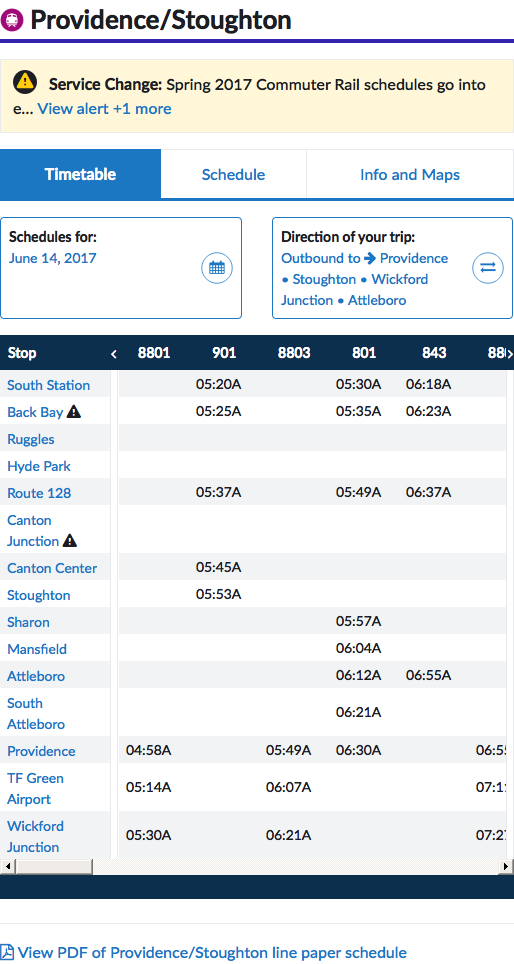 Providence/Stoughton
Service Change: Spring 2017 Commuter Rail schedules go into
e... View alert +1 more
Timetable Schedule Info and Maps
Schedules for:
June 14, 2017
Direction of your trip:
Outbound to → Providence
• Stoughton • Wickford
Junction • Attleboro
Stop ‹ 8801 901 8803 801 843 88 ›
South Station 05:20A 05:30A 06:18A
Back Bay 05:25A 05:35A 06:23A
Ruggles
Hyde Park
Route 128 05:37A 05:49A 06:37A
Canton
Junction
Canton Center 05:45A
Stoughton 05:53A
Sharon 05:57A
Mansfield 06:04A
Attleboro 06:12A 06:55A
South
Attleboro 06:21A
Providence 04:58A 05:49A 06:30A 06:5
TF Green
Airport 05:14A 06:07A 07:1
Wickford
Junction 05:30A 06:21A 07:2
View PDF of Providence/Stoughton line paper schedule